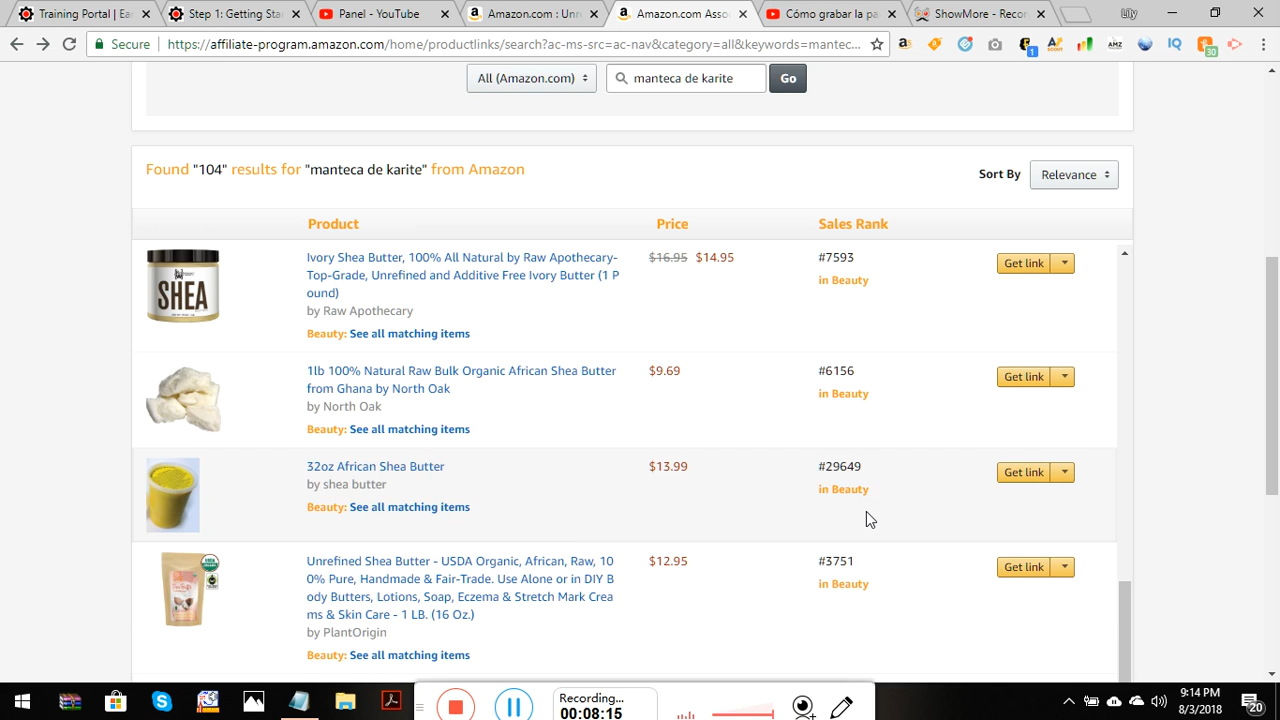 Training Portal | Ear
Step 1: Getting Sta
Panel - YouTube
Amazon.com : Unr
Amazon.com Asso
Cómo grabar la pa
ShowMore - Recor
Lily
Secure
https://affiliate-program.amazon.com/home/productlinks/search?ac-ms-src=ac-nav&category=all&keywords=mantec...
1
AMZ
IQ
30
All (Amazon.com)
manteca de karite
Go
Found "104" results for "manteca de karite" from Amazon
Sort By
Relevance
Product
Price
Sales Rank
SHEA
Ivory Shea Butter, 100% All Natural by Raw Apothecary-
Top-Grade, Unrefined and Additive Free Ivory Butter (1 P
ound)
by Raw Apothecary
Beauty: See all matching items
$16.95 $14.95
#7593
in Beauty
Get link
1lb 100% Natural Raw Bulk Organic African Shea Butter
from Ghana by North Oak
by North Oak
Beauty: See all matching items
$9.69
#6156
in Beauty
Get link
32oz African Shea Butter
by shea butter
Beauty: See all matching items
$13.99
#29649
in Beauty
Get link
Unrefined Shea Butter - USDA Organic, African, Raw, 10
0% Pure, Handmade & Fair-Trade. Use Alone or in DIY B
ody Butters, Lotions, Soap, Eczema & Stretch Mark Crea
ms & Skin Care - 1 LB. (16 Oz.)
by PlantOrigin
Beauty: See all matching items
$12.95
#3751
in Beauty
Get link
Recording...
00:08:15
9:14 PM
8/3/2018
20